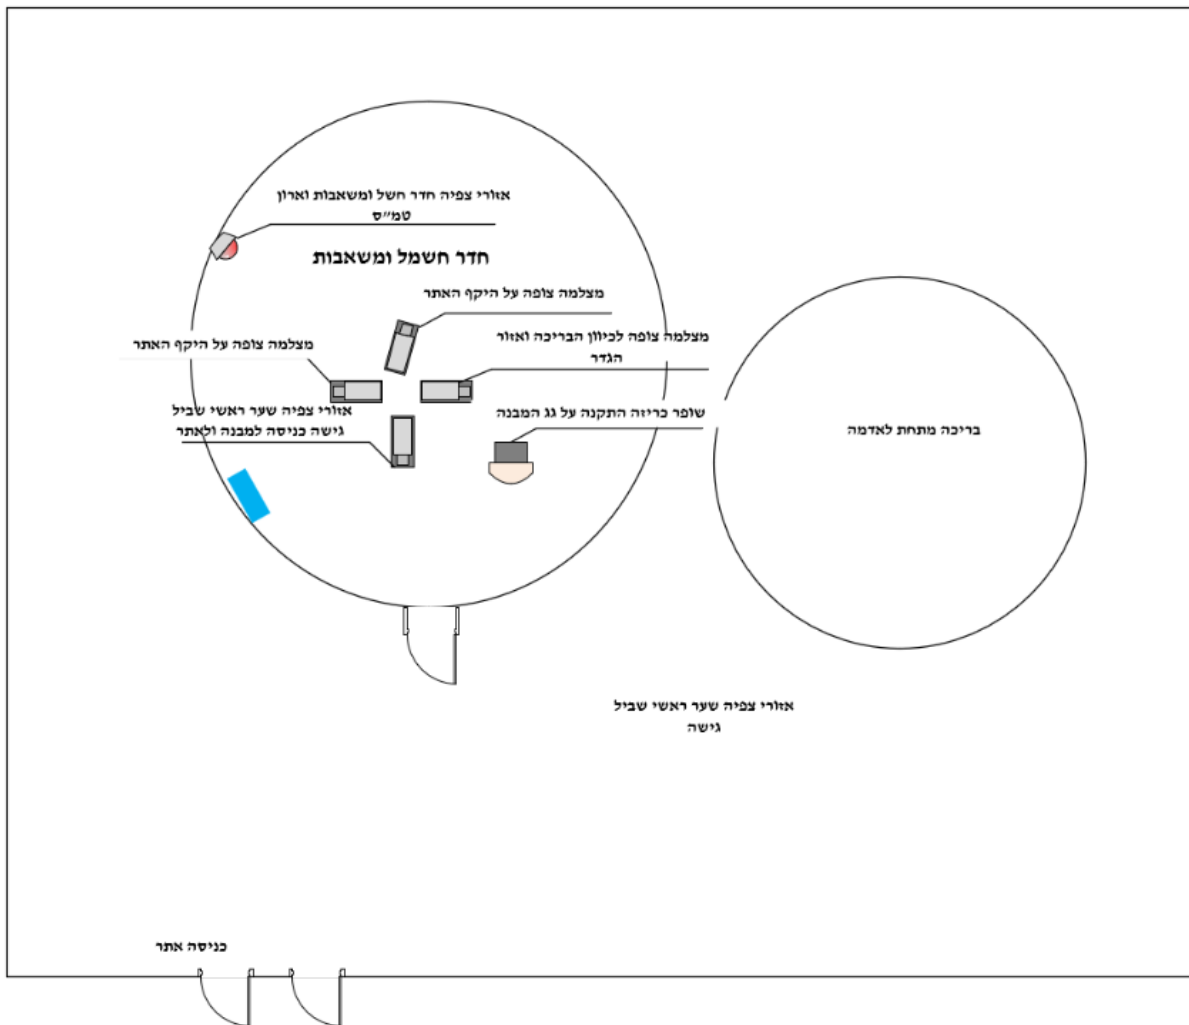 אזורי צפיה חדר חשל ומשאבות וארון
טמ״ס
חדר חשמל ומשאבות
מצלמה צופה על היקף האתר
מצלמה צופה לכיוון הבריכה ואזור
הגדר
מצלמה צופה על היקף האתר
אזורי צפיה שער ראשי שביל
גישה כניסה למבנה ולאתר
שופר כריזה התקנה על גג המבנה
בריכה מתחת לאדמה
אזורי צפיה שער ראשי שביל
גישה
כניסה אתר